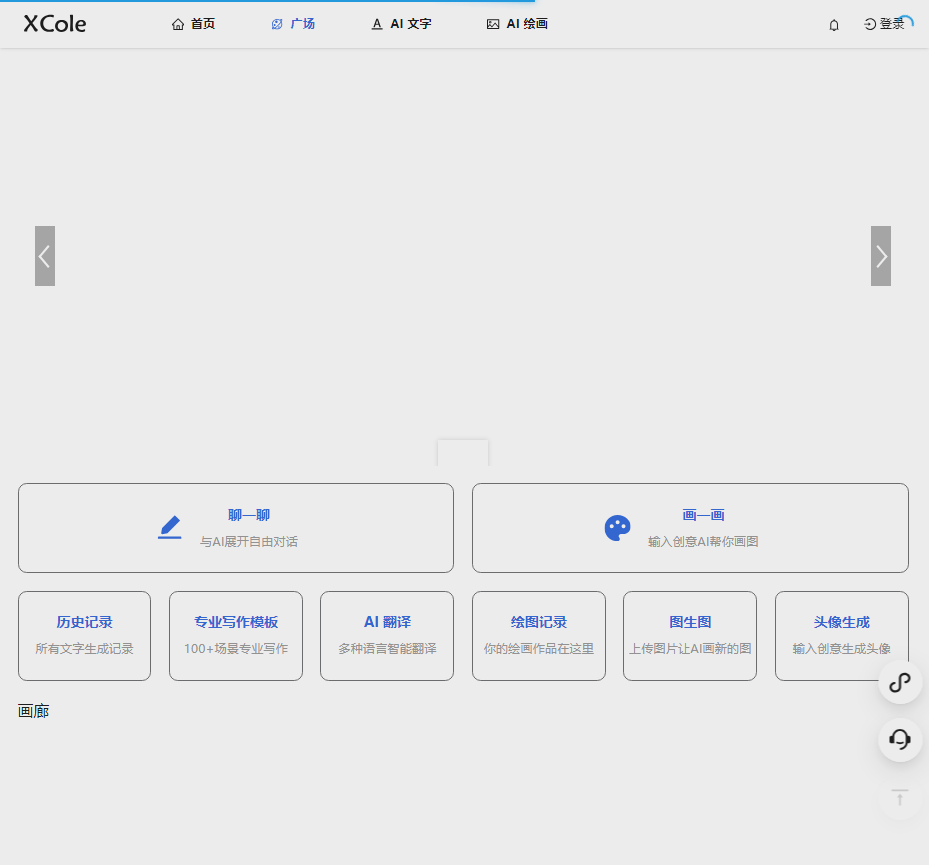 XCole
首页
广场
AI 文字
AI 绘画
登录
聊一聊
与AI展开自由对话
画一画
输入创意AI帮你画图
历史记录
所有文字生成记录
专业写作模板
100+场景专业写作
AI 翻译
多种语言智能翻译
绘图记录
你的绘画作品在这里
图生图
上传图片让AI画新的图
头像生成
输入创意生成头像
画廊